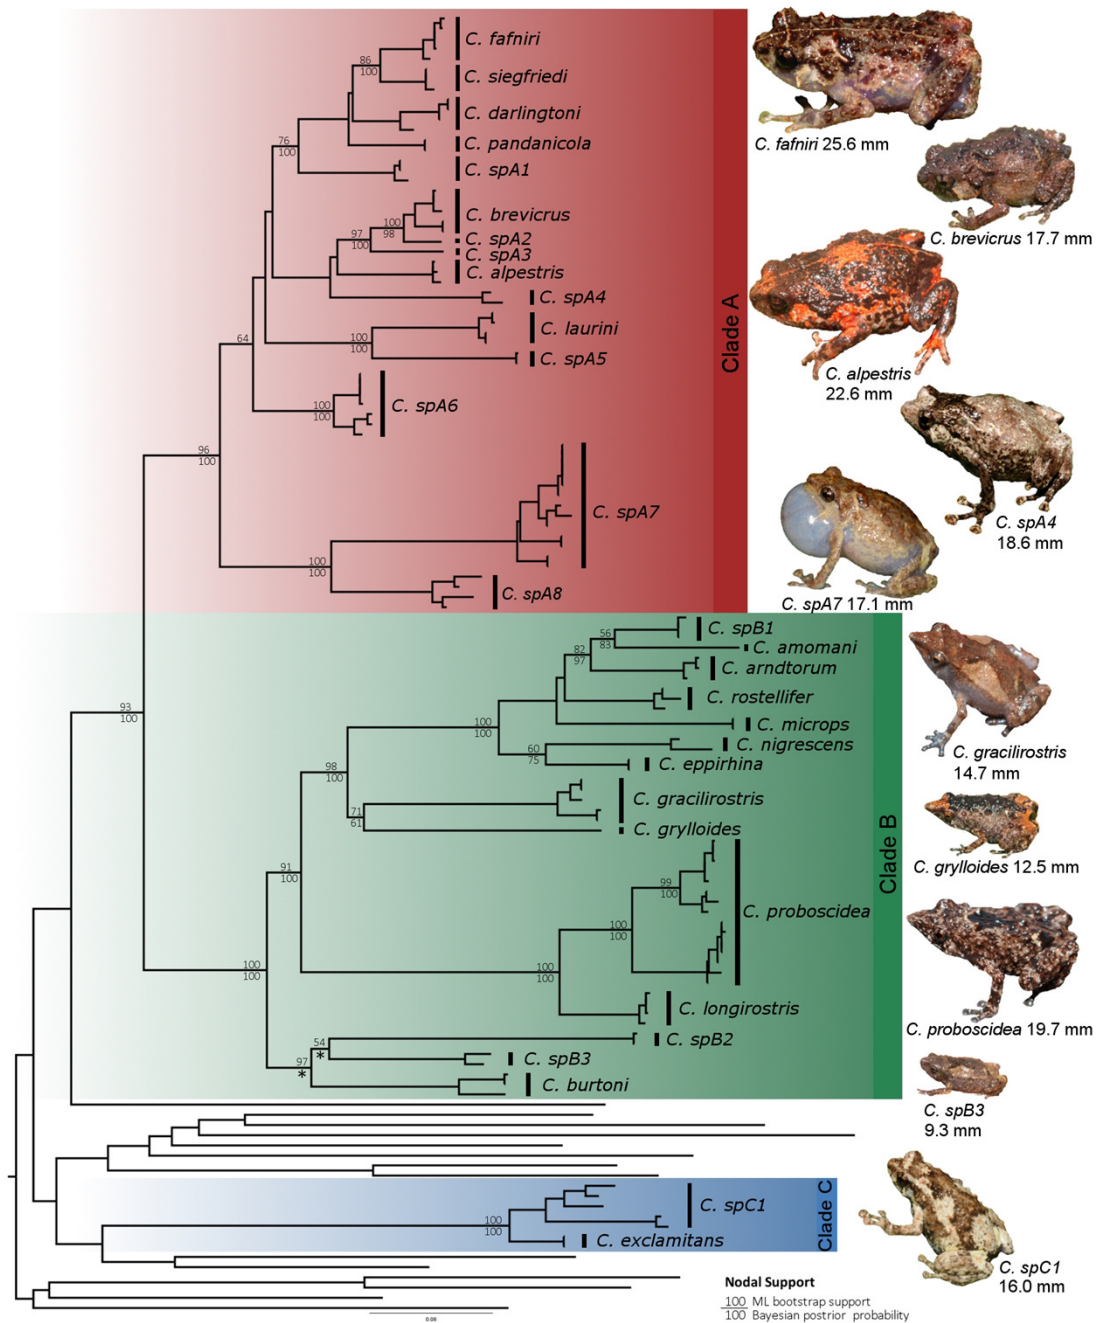 86
100
C. fafniri
C. siegfriedi
C. darlingtoni
76
100
C. pandanicola
C. spA1
C. brevicrus
100
98
97
100
C. spA2
C. spA3
C. alpestris
C. spA4
64
100
100
C. laurini
C. spA5
100
100
C. spA6
96
100
C. spA7
100
100
C. spA8
Clade A
C. fafniri 25.6 mm
C. brevicrus 17.7 mm
C. alpestris
22.6 mm
C. spA4
18.6 mm
C. spA7 17.1 mm
93
100
56
83
C. spB1
82
97
C. amomani
C. arndtorum
C. rostellifer
100
100
C. microps
60
75
C. nigrescens
C. eppirhina
98
100
71
61
C. gracilirostris
C. grylloides
91
100
99
100
C. proboscidea
100
100
100
100
100
100
C. longirostris
54
*
C. spB2
97
*
C. spB3
C. burtoni
Clade B
C. gracilirostris
14.7 mm
C. grylloides 12.5 mm
C. proboscidea 19.7 mm
C. spB3
9.3 mm
100
100
C. spC1
C. exclamitans
Clade C
C. spC1
16.0 mm
Nodal Support
100 ML bootstrap support
100 Bayesian posterior probability
0.09